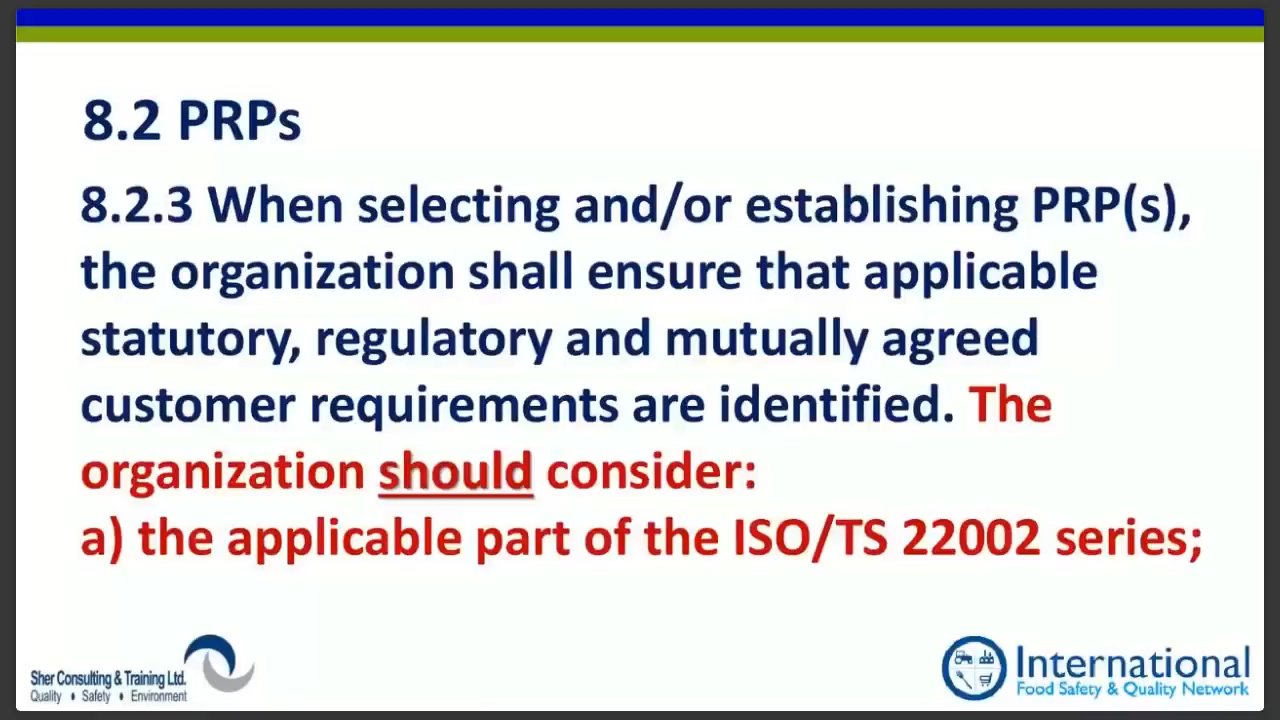 8.2 PRPs
8.2.3 When selecting and/or establishing PRP(s),
the organization shall ensure that applicable
statutory, regulatory and mutually agreed
customer requirements are identified. The
organization should consider:
a) the applicable part of the ISO/TS 22002 series;
Sher Consulting & Training Ltd.
Quality • Safety • Environment
International
Food Safety & Quality Network